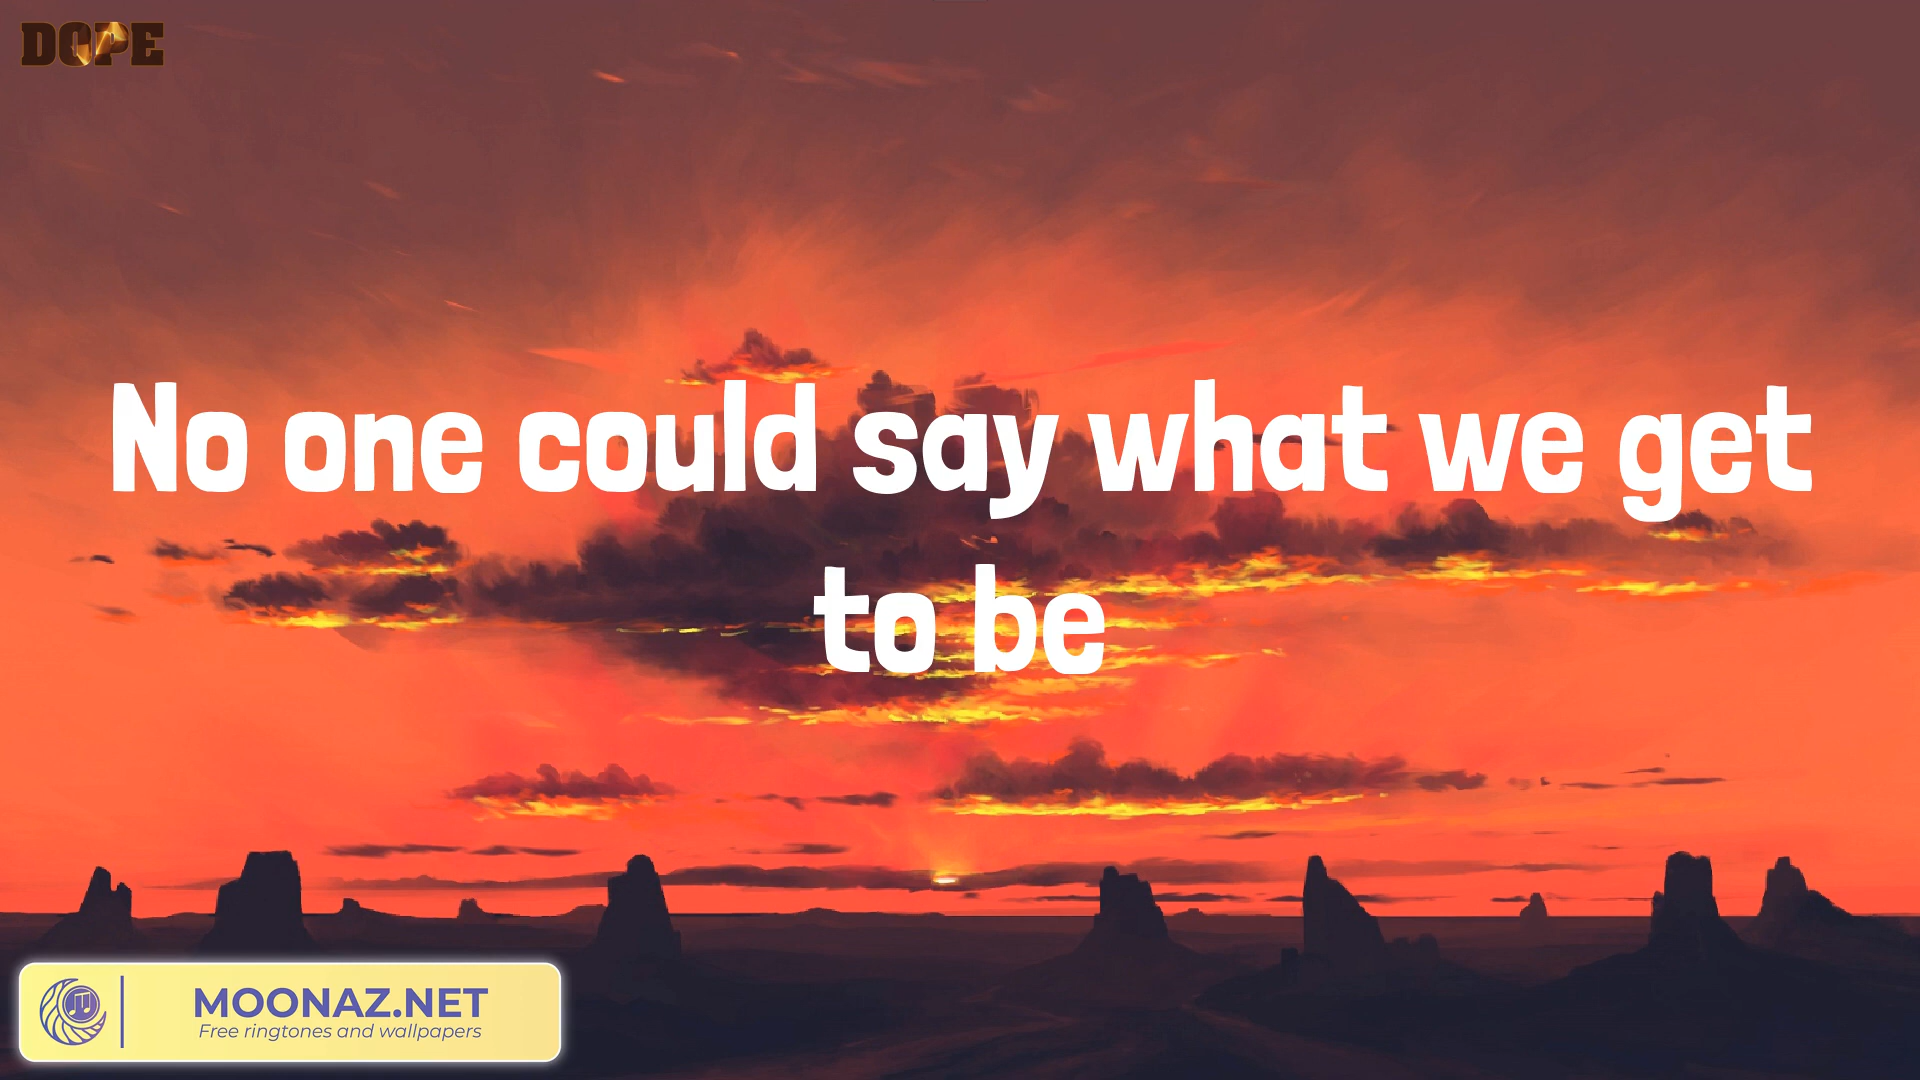 DOPE
No one could say what we get
to be
MOONAZ.NET
Free ringtones and wallpapers